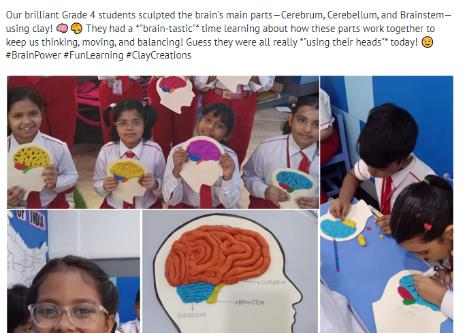 Our brilliant Grade 4 students sculpted the brain's main parts—Cerebrum, Cerebellum, and Brainstem—
using clay! 🧠 🤯 They had a *"brain-tastic"* time learning about how these parts work together to
keep us thinking, moving, and balancing! Guess they were all really *"using their heads"* today! 😉
#BrainPower #FunLearning #ClayCreations
OF INDIA
CEREBRUM
BRAINSTEM
CEREBELLUM